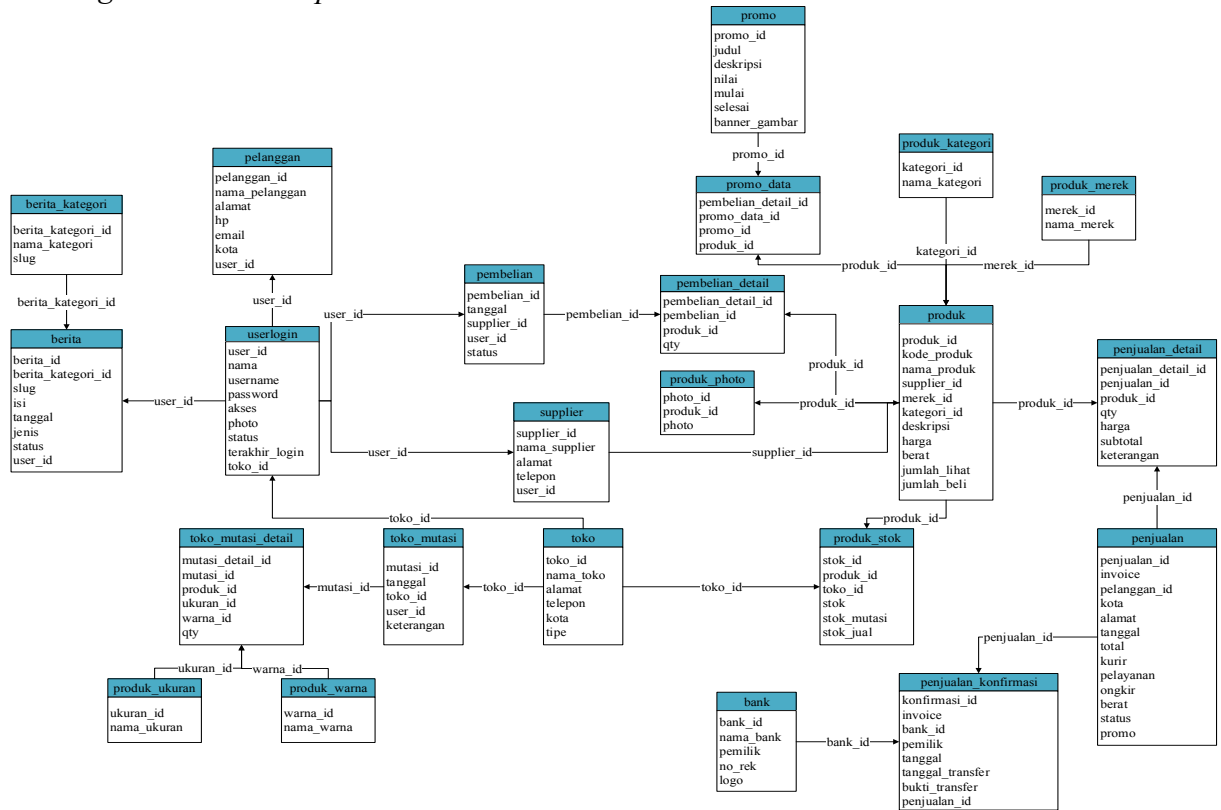 promo
promo_id
judul
deskripsi
nilai
mulai
selesai
banner_gambar
promo_id
promo_data
pembelian_detail_id
promo_data_id
promo_id
produk_id
produk_kategori
kategori_id
nama_kategori
kategori_id
produk_merek
merek_id
nama_merek
merek_id
produk_id
pelanggan
pelanggan_id
nama_pelanggan
alamat
hp
email
kota
user_id
user_id
berita_kategori
berita_kategori_id
nama_kategori
slug
berita_kategori_id
berita
berita_id
berita_kategori_id
slug
isi
tanggal
jenis
status
user_id
user_id
userlogin
user_id
nama
username
password
akses
photo
status
terakhir_login
toko_id
user_id
pembelian
pembelian_id
tanggal
supplier_id
user_id
status
pembelian_id
pembelian_detail
pembelian_detail_id
pembelian_id
produk_id
qty
produk_id
produk_photo
photo_id
produk_id
photo
produk_id
user_id
supplier
supplier_id
nama_supplier
alamat
telepon
user_id
supplier_id
produk
produk_id
kode_produk
nama_produk
supplier_id
merek_id
kategori_id
deskripsi
harga
berat
jumlah_lihat
jumlah_beli
produk_id
penjualan_detail
penjualan_detail_id
penjualan_id
produk_id
qty
harga
subtotal
keterangan
penjualan_id
produk_id
toko_id
toko_mutasi_detail
mutasi_detail_id
mutasi_id
produk_id
ukuran_id
warna_id
qty
mutasi_id
toko_mutasi
mutasi_id
tanggal
toko_id
user_id
keterangan
toko_id
toko
toko_id
nama_toko
alamat
telepon
kota
tipe
toko_id
produk_stok
stok_id
produk_id
toko_id
stok
stok_mutasi
stok_jual
penjualan
penjualan_id
invoice
pelanggan_id
kota
alamat
tanggal
total
kurir
pelayanan
ongkir
berat
status
promo
penjualan_id
ukuran_id
warna_id
produk_ukuran
ukuran_id
nama_ukuran
produk_warna
warna_id
nama_warna
bank
bank_id
nama_bank
pemilik
no_rek
logo
bank_id
penjualan_konfirmasi
konfirmasi_id
invoice
bank_id
pemilik
tanggal
tanggal_transfer
bukti_transfer
penjualan_id